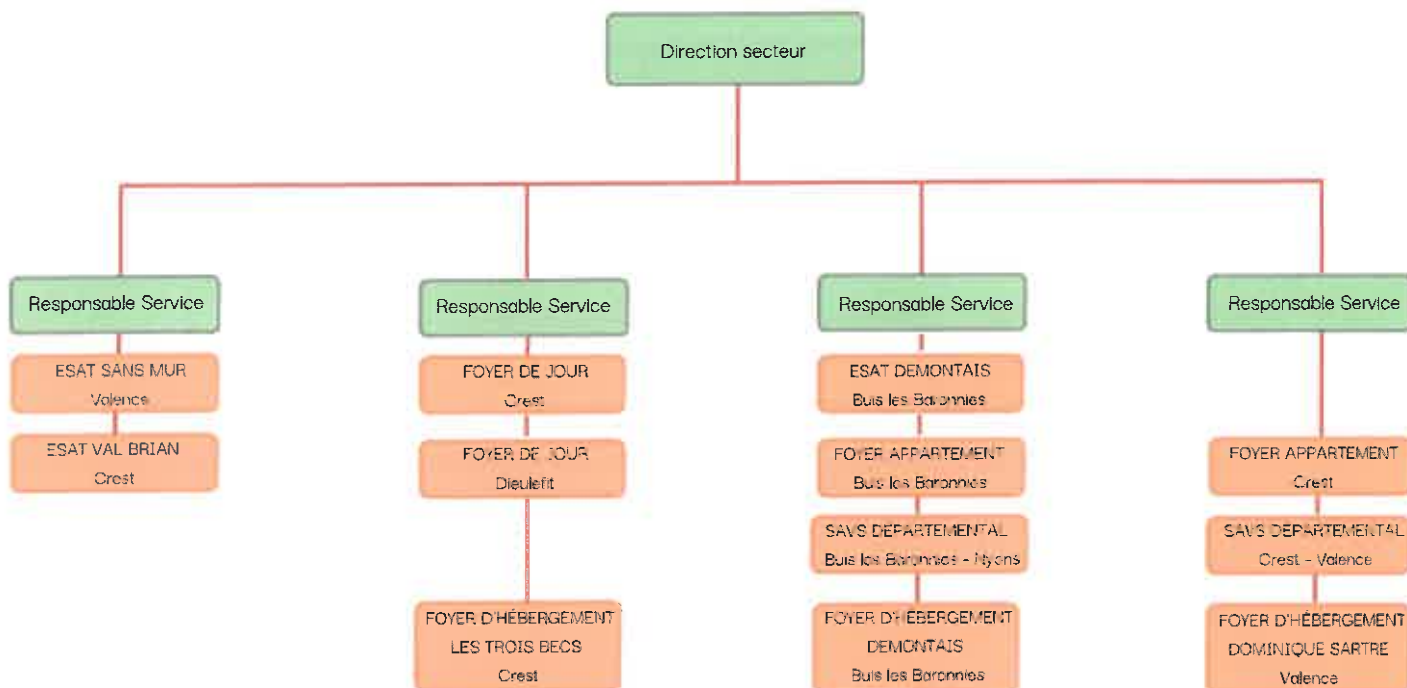 Direction secteur
Responsable Service
ESAT SANS MUR
Valence
ESAT VAL BRIAN
Crest
Responsable Service
FOYER DE JOUR
Crest
FOYER DE JOUR
Dieulefit
FOYER D'HÉBERGEMENT
LES TROIS BECS
Crest
Responsable Service
ESAT DEMONTAIS
Buis les Baronnies
FOYER APPARTEMENT
Buis les Baronnies
SAVS DÉPARTEMENTAL
Buis les Baronnies - Nyons
FOYER D'HÉBERGEMENT
DEMONTAIS
Buis les Baronnies
Responsable Service
FOYER APPARTEMENT
Crest
SAVS DÉPARTEMENTAL
Crest - Valence
FOYER D'HÉBERGEMENT
DOMINIQUE SARTRE
Valence